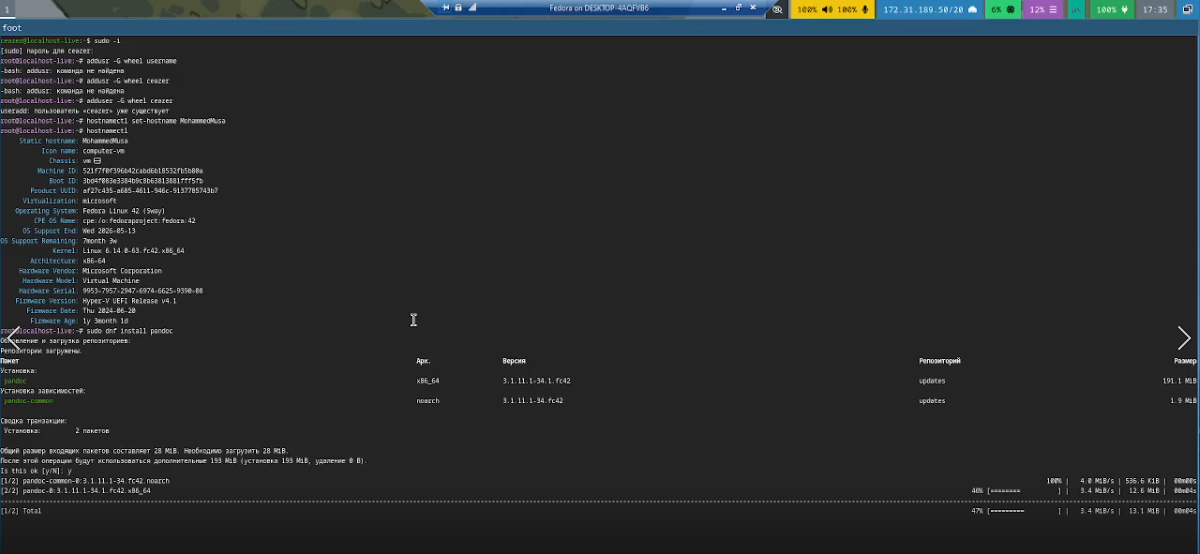 1
Fedora on DESKTOP-4AQFVB6
100% 100%
172.31.189.50/20
6%
12%
100%
17:35
foot
ceazer@localhost-live:~$ sudo -i
[sudo] пароль для ceazer:
root@localhost-live:~# addusr -G wheel username
-bash: addusr: команда не найдена
root@localhost-live:~# addusr -G wheel ceazer
-bash: addusr: команда не найдена
root@localhost-live:~# adduser -G wheel ceazer
useradd: пользователь «ceazer» уже существует
root@localhost-live:~# hostnamectl set-hostname MohammedMusa
root@localhost-live:~# hostnamectl
Static hostname: MohammedMusa
Icon name: computer-vm
Chassis: vm
Machine ID: 521f7f0f396b42cabd6b18532fb5b00a
Boot ID: 3bd4f083e3384b9c8b63813881fff5fb
Product UUID: af27c435-a685-4611-946c-9137785743b7
Virtualization: microsoft
Operating System: Fedora Linux 42 (Sway)
CPE OS Name: cpe:/o:fedoraproject:fedora:42
OS Support End: Wed 2026-05-13
OS Support Remaining: 7month 3w
Kernel: Linux 6.14.0-63.fc42.x86_64
Architecture: x86-64
Hardware Vendor: Microsoft Corporation
Hardware Model: Virtual Machine
Hardware Serial: 9953-7957-2947-6974-6625-9390-08
Firmware Version: Hyper-V UEFI Release v4.1
Firmware Date: Thu 2024-06-20
Firmware Age: 1y 3month 1d
root@localhost-live:~# sudo dnf install pandoc
Обновление и загрузка репозиториев:
Репозитории загружены.
Пакет Арх. Версия Репозиторий Размер
Установка:
pandoc x86_64 3.1.11.1-34.1.fc42 updates 191.1 MiB
Установка зависимостей:
pandoc-common noarch 3.1.11.1-34.fc42 updates 1.9 MiB
Сводка транзакции:
Установка: 2 пакетов
Общий размер входящих пакетов составляет 28 MiB. Необходимо загрузить 28 MiB.
После этой операции будут использоваться дополнительные 193 MiB (установка 193 MiB, удаление 0 B).
Is this ok [y/N]: y
[1/2] pandoc-common-0:3.1.11.1-34.1.fc42.noarch 100% | 4.0 MiB/s | 536.6 KiB | 00m00s
[2/2] pandoc-0:3.1.11.1-34.1.fc42.x86_64 46% [======== ] | 3.4 MiB/s | 12.6 MiB | 00m04s
[1/2] Total 47% [========= ] | 3.4 MiB/s | 13.1 MiB | 00m04s